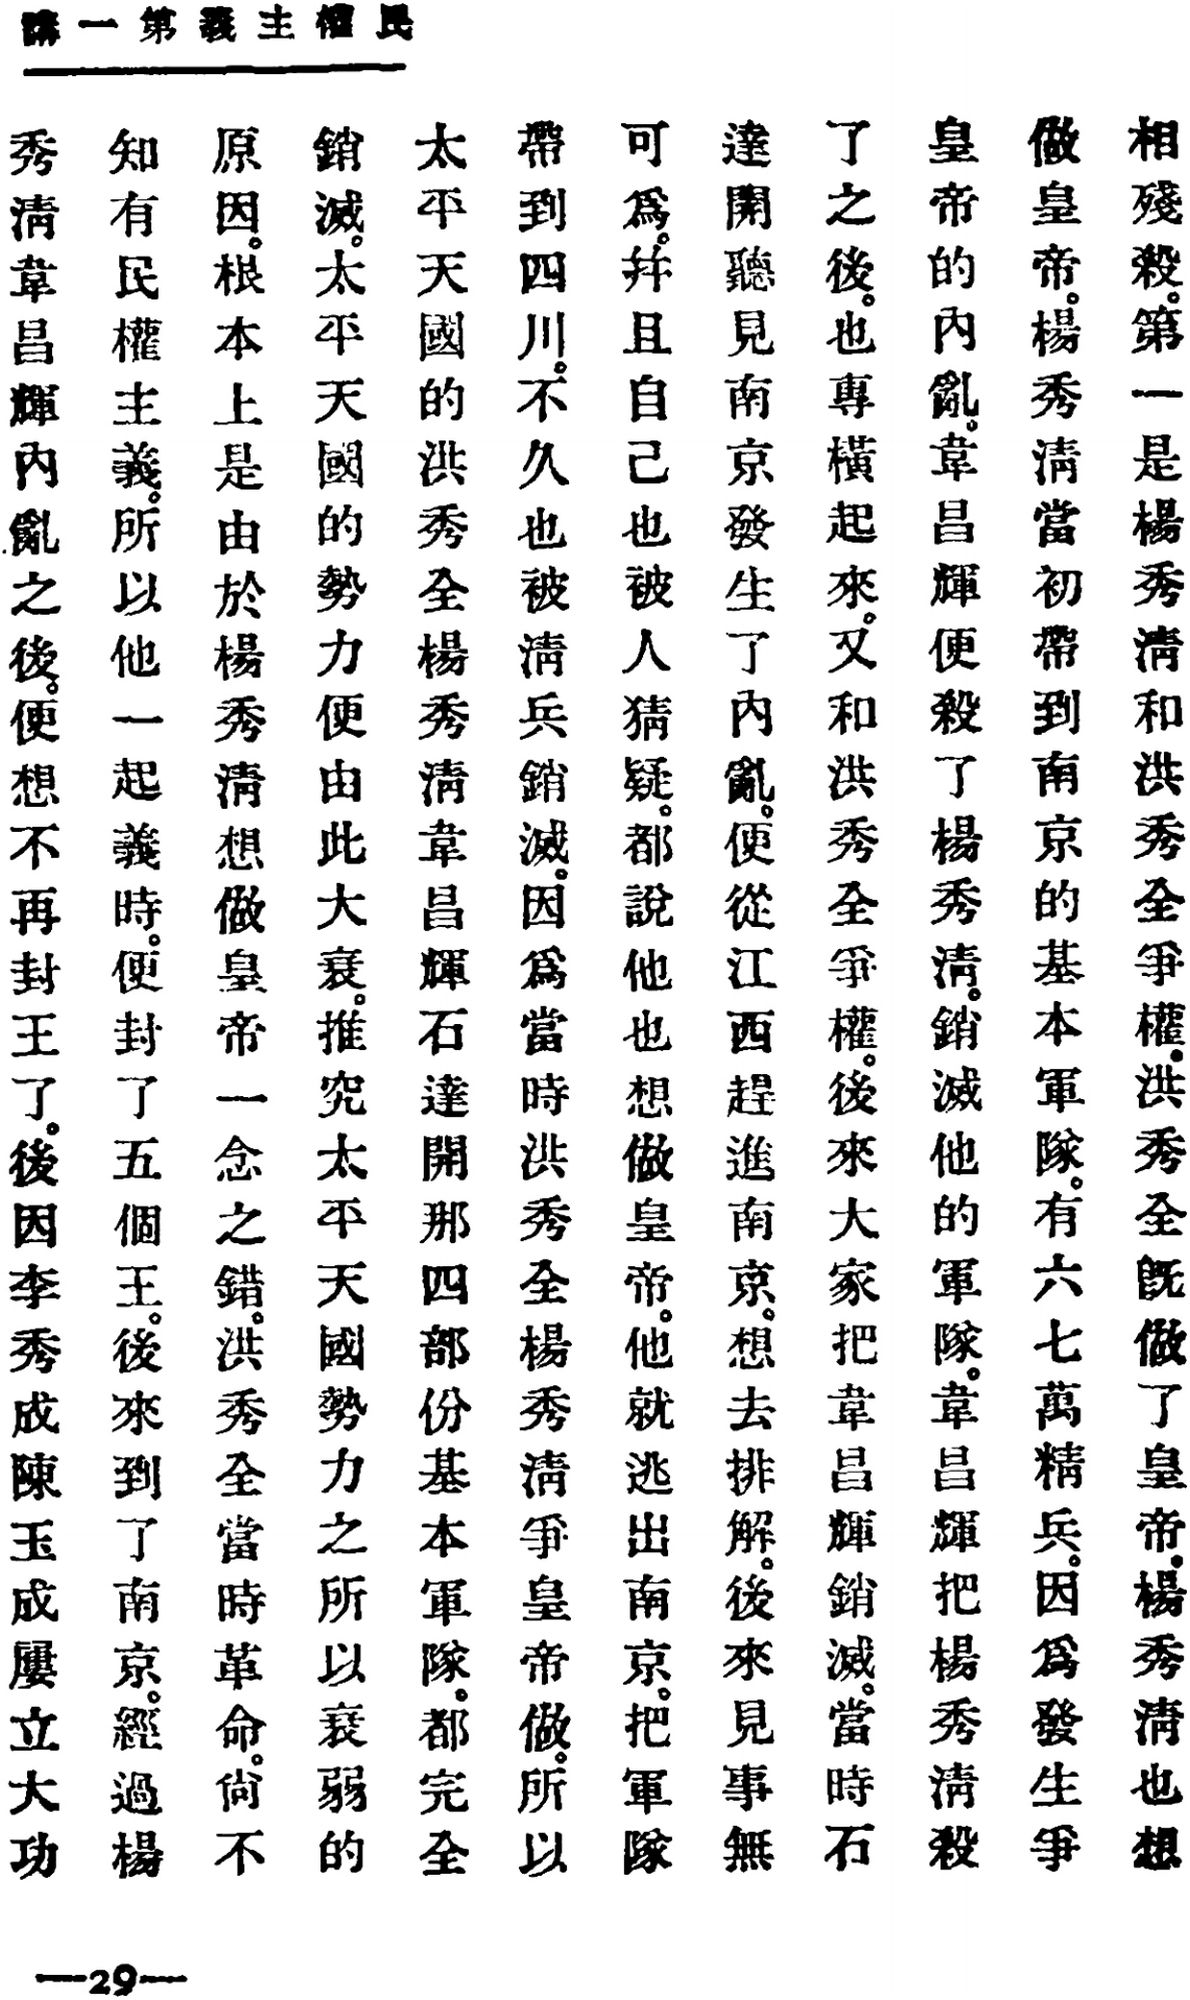 民權主義第一講
相殘殺。第一是楊秀淸和洪秀全爭權。洪秀全旣做了皇帝。楊秀淸也想
做皇帝。楊秀淸當初帶到南京的基本軍隊。有六七萬精兵。因爲發生爭
皇帝的內亂。韋昌輝便殺了楊秀淸。銷滅他的軍隊。韋昌輝把楊秀淸殺
了之後。也專橫起來。又和洪秀全爭權。後來大家把韋昌輝銷滅。當時石
達開聽見南京發生了內亂。便從江西趕進南京。想去排解。後來見事無
可爲。幷且自己也被人猜疑。都說他也想做皇帝。他就逃出南京。把軍隊
帶到四川。不久也被淸兵銷滅。因爲當時洪秀全楊秀淸爭皇帝做。所以
太平天國的洪秀全楊秀淸韋昌輝石達開那四部份基本軍隊。都完全
銷滅。太平天國的勢力便由此大衰。推究太平天國勢力之所以衰弱的
原因。根本上是由於楊秀淸想做皇帝一念之錯。洪秀全當時革命。尙不
知有民權主義。所以他一起義時。便封了五個王。後來到了南京。經過楊
秀淸韋昌輝內亂之後。便想不再封王了。後因李秀成陳玉成屢立大功
—29—